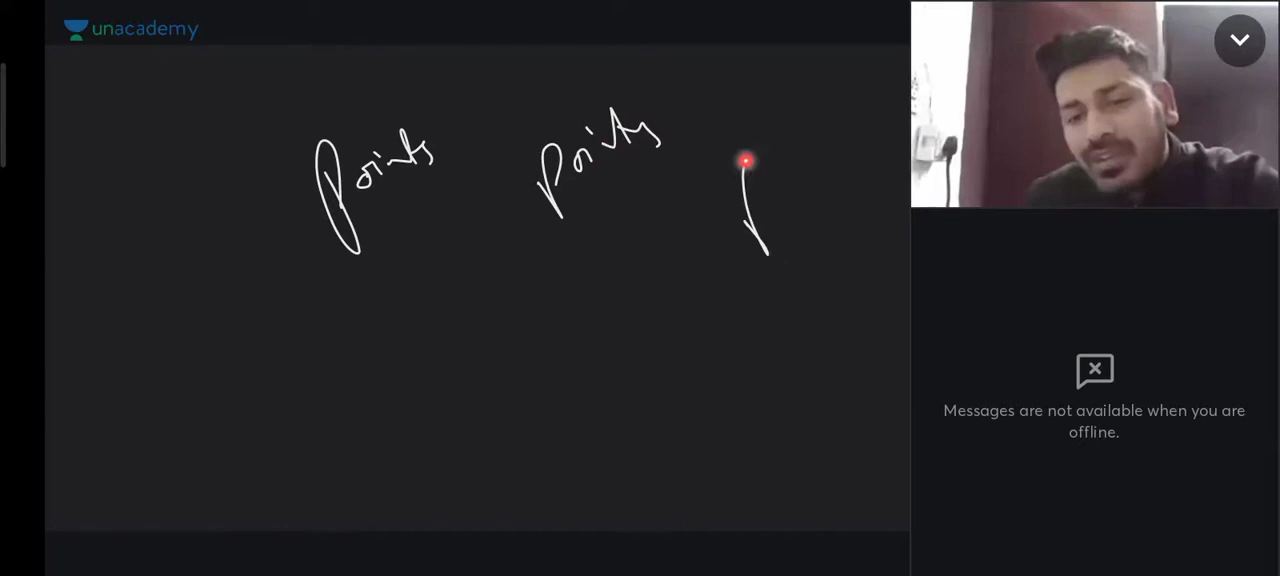 unacademy
points points p
Messages are not available when you are
offline.